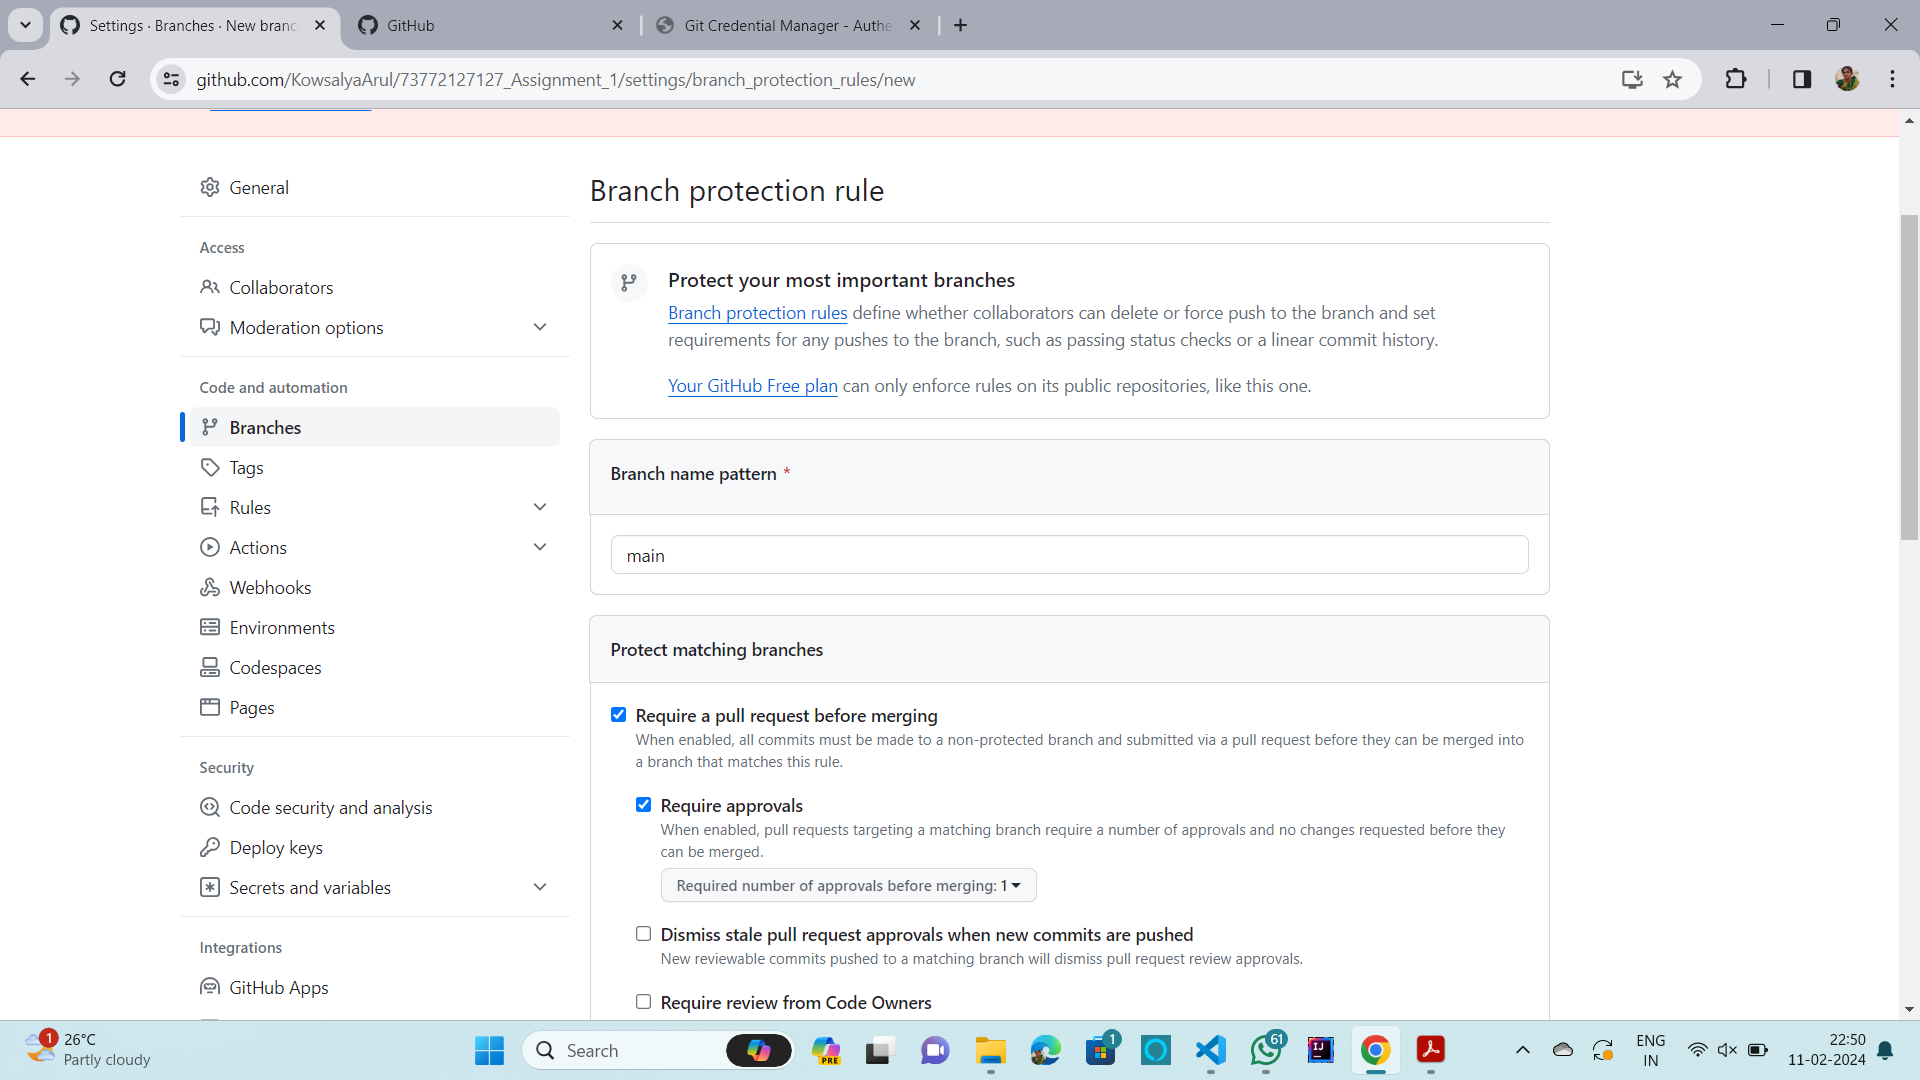 Settings · Branches · New branc
GitHub
Git Credential Manager - Authe
github.com/KowsalyaArul/73772127127_Assignment_1/settings/branch_protection_rules/new
General
Access
Collaborators
Moderation options
Code and automation
Branches
Tags
Rules
Actions
Webhooks
Environments
Codespaces
Pages
Security
Code security and analysis
Deploy keys
Secrets and variables
Integrations
GitHub Apps
Branch protection rule
Protect your most important branches
Branch protection rules define whether collaborators can delete or force push to the branch and set
requirements for any pushes to the branch, such as passing status checks or a linear commit history.
Your GitHub Free plan can only enforce rules on its public repositories, like this one.
Branch name pattern *
main
Protect matching branches
Require a pull request before merging
When enabled, all commits must be made to a non-protected branch and submitted via a pull request before they can be merged into
a branch that matches this rule.
Require approvals
When enabled, pull requests targeting a matching branch require a number of approvals and no changes requested before they
can be merged.
Required number of approvals before merging: 1
Dismiss stale pull request approvals when new commits are pushed
New reviewable commits pushed to a matching branch will dismiss pull request review approvals.
Require review from Code Owners
1
26°C
Partly cloudy
Search
PRE
1
61
IJ
ENG
IN
22:50
11-02-2024